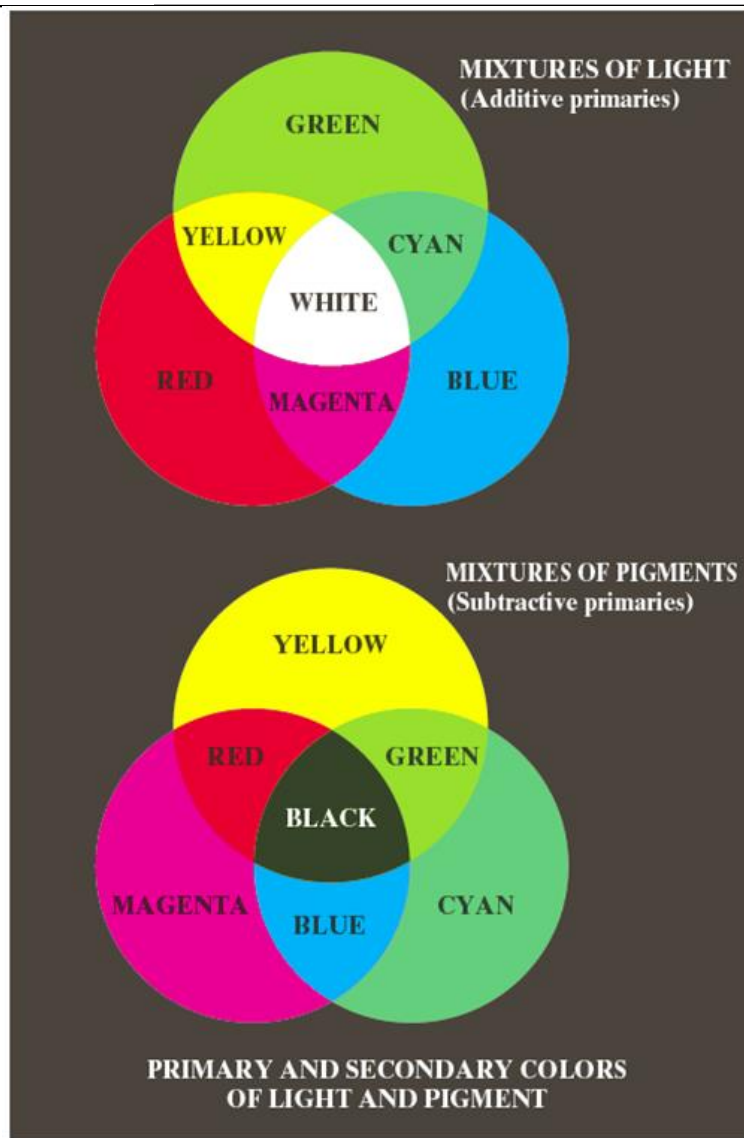 MIXTURES OF LIGHT
(Additive primaries)
GREEN
YELLOW
CYAN
WHITE
RED
BLUE
MAGENTA
MIXTURES OF PIGMENTS
(Subtractive primaries)
YELLOW
RED
GREEN
BLACK
MAGENTA
CYAN
BLUE
PRIMARY AND SECONDARY COLORS
OF LIGHT AND PIGMENT